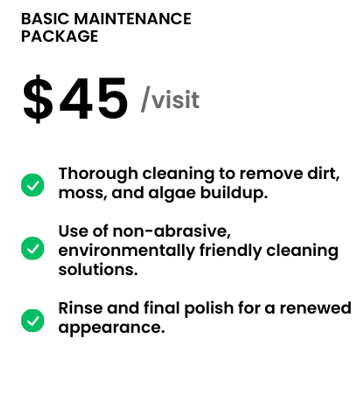 BASIC MAINTENANCE
PACKAGE
$45 /visit
Thorough cleaning to remove dirt,
moss, and algae buildup.
Use of non-abrasive,
environmentally friendly cleaning
solutions.
Rinse and final polish for a renewed
appearance.